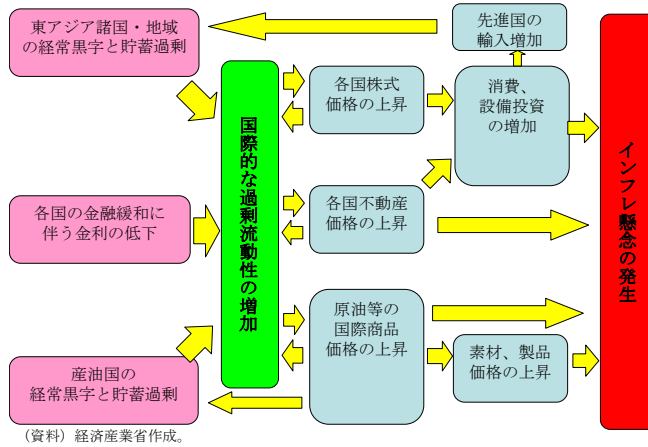 東アジア諸国・地域
の経常黒字と貯蓄過剰
先進国の
輸入増加
各国株式
価格の上昇
消費、
設備投資
の増加
国際的な過剰流動性の増加
インフレ懸念の発生
各国の金融緩和に
伴う金利の低下
各国不動産
価格の上昇
原油等の
国際商品
価格の上昇
素材、製品
価格の上昇
産油国の
経常黒字と貯蓄過剰
(資料)経済産業省作成。